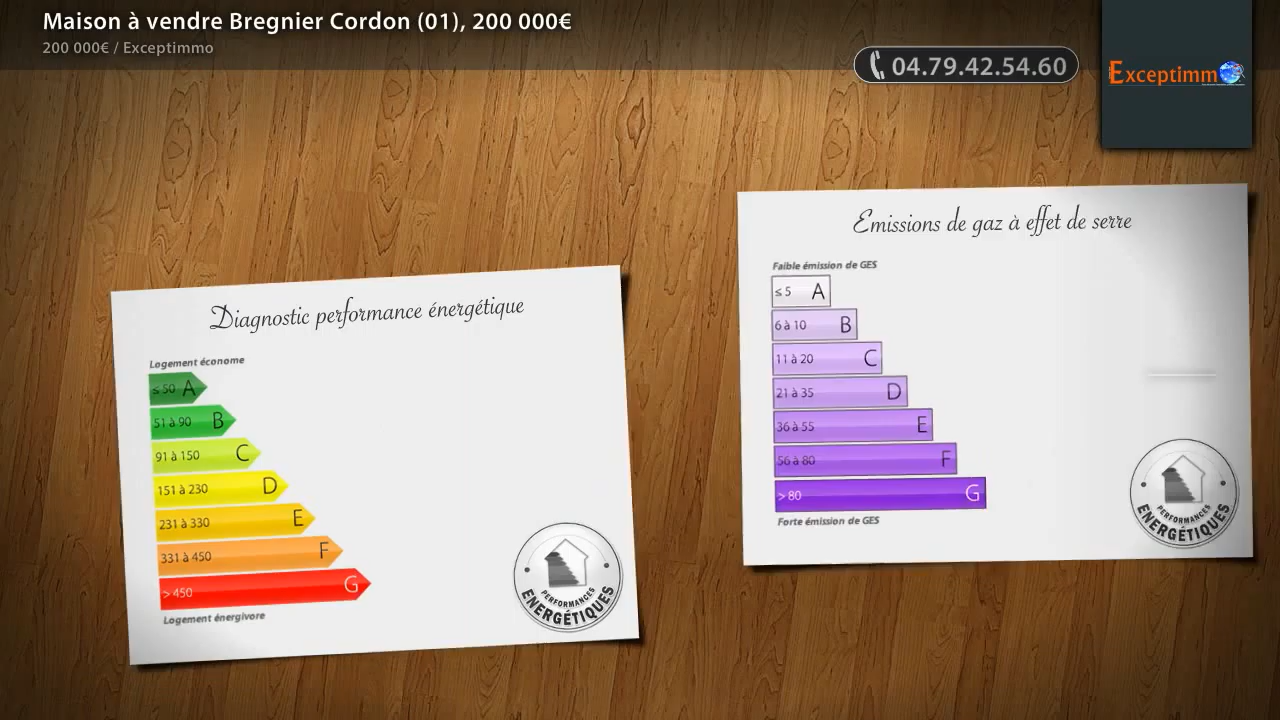 Maison à vendre Bregnier Cordon (01), 200 000€
200 000€ / Exceptimmo
04.79.42.54.60
Exceptimm
Diagnostic performance énergétique
Logement économe
≤ 50 A
51 à 90 B
91 à 150 C
151 à 230 D
231 à 330 E
331 à 450 F
> 450 G
Logement énergivore
PERFORMANCES
ENERGÉTIQUES
Emissions de gaz à effet de serre
Faible émission de GES
≤ 5 A
6 à 10 B
11 à 20 C
21 à 35 D
36 à 55 E
56 à 80 F
> 80 G
Forte émission de GES
PERFORMANCES
ENERGÉTIQUES